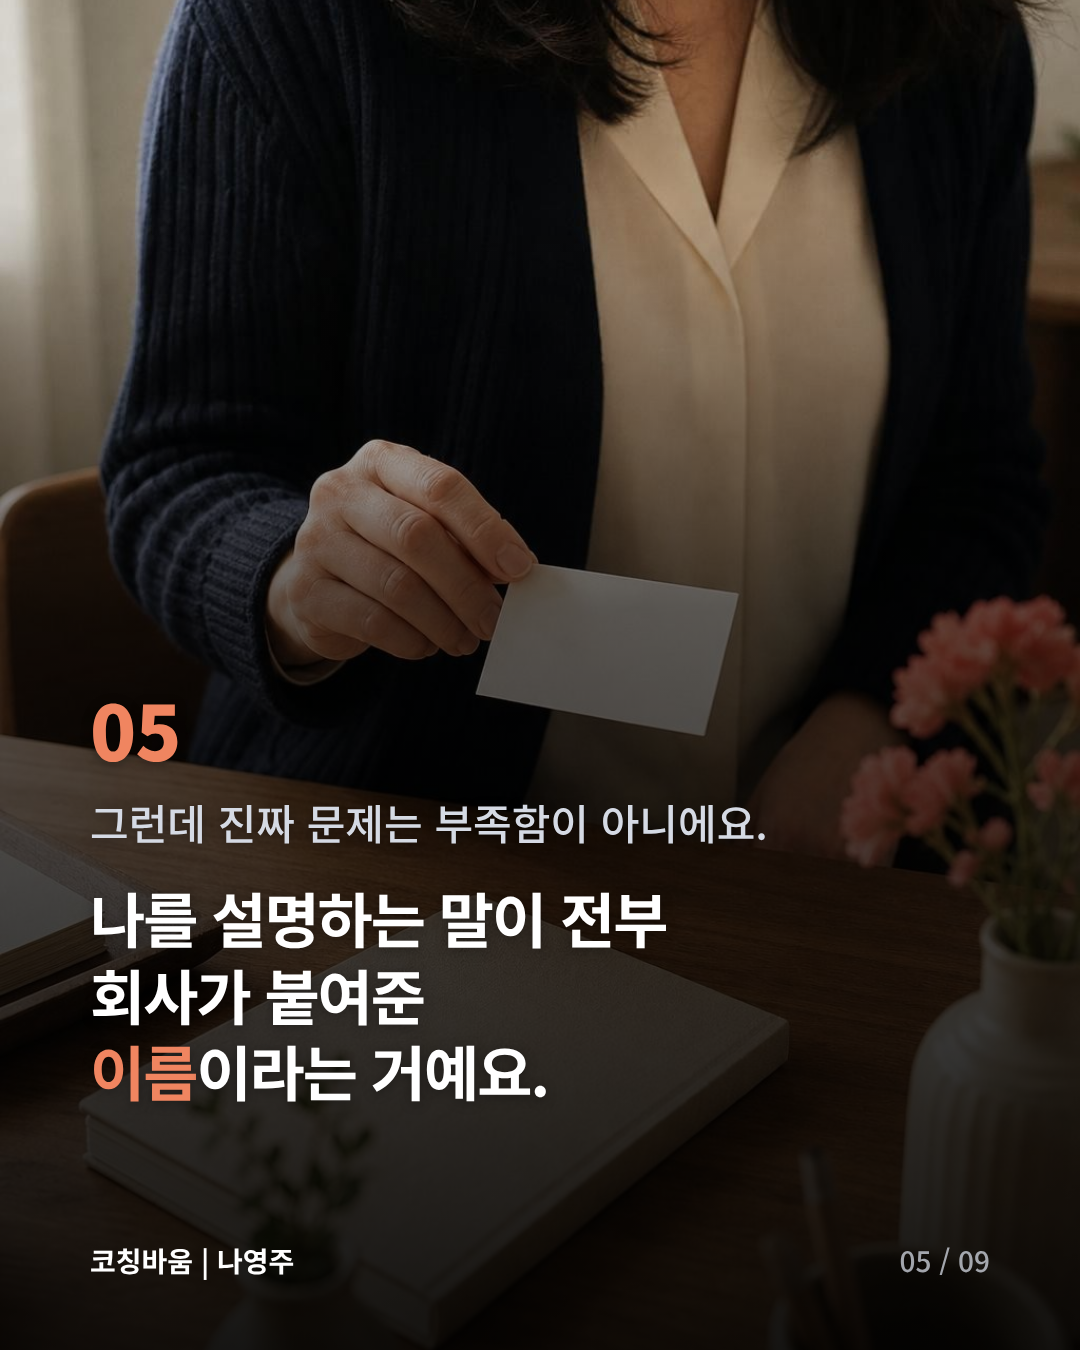 05
그런데 진짜 문제는 부족함이 아니에요.
나를 설명하는 말이 전부
회사가 붙여준
이름이라는 거예요.
코칭바움 | 나영주
05 / 09